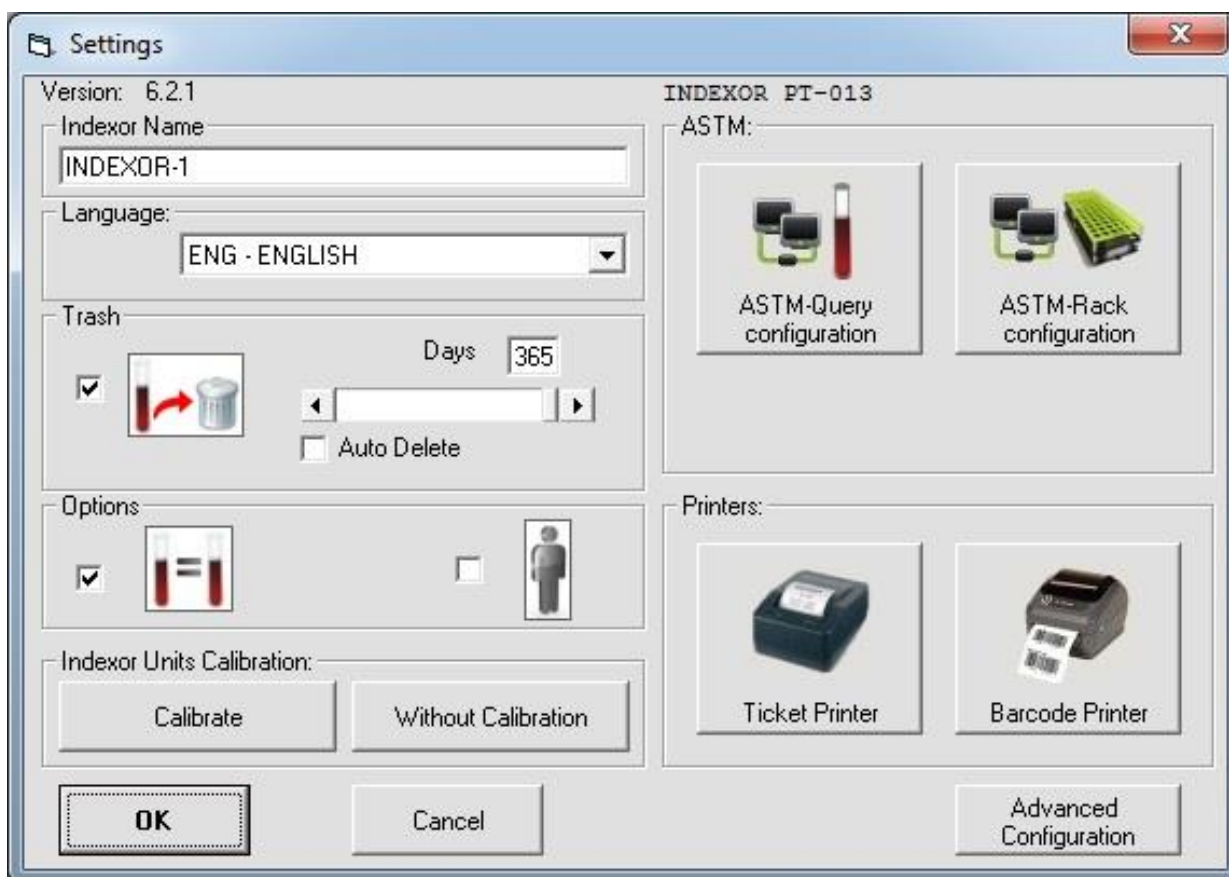 Settings
Version: 6.2.1
INDEXOR PT-013
Indexor Name
INDEXOR-1
Language:
ENG - ENGLISH
Trash
Days 365
Auto Delete
Options
Indexor Units Calibration:
Calibrate
Without Calibration
OK
Cancel
ASTM:
ASTM-Query
configuration
ASTM-Rack
configuration
Printers:
Ticket Printer
Barcode Printer
Advanced
Configuration